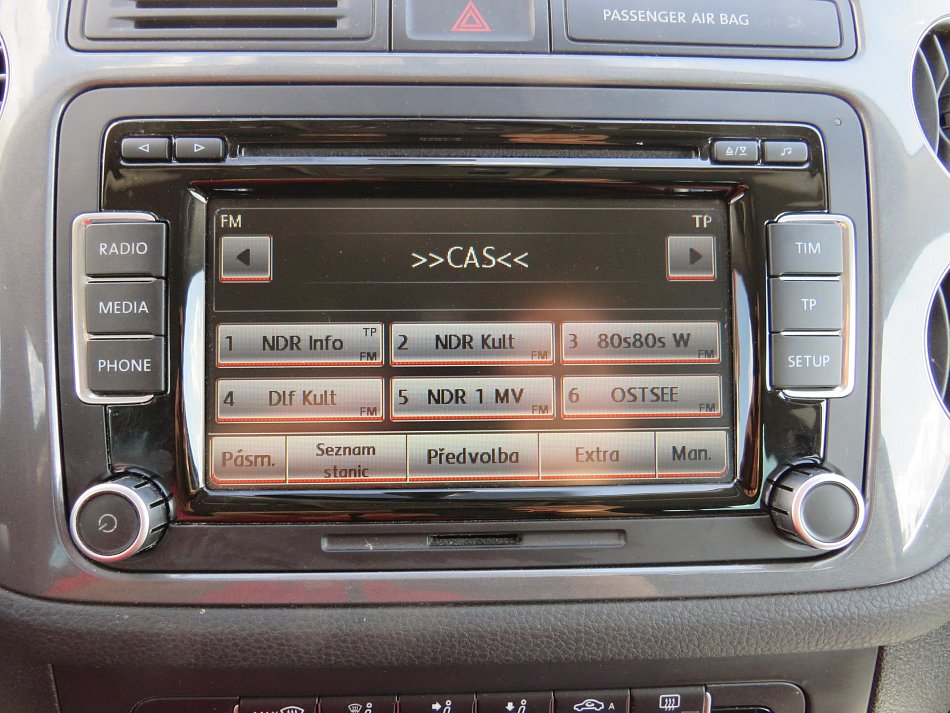 PASSENGER AIR BAG
RADIO
MEDIA
PHONE
TIM
TP
SETUP
FM TP
>>CAS<<
1 NDR Info TP FM
2 NDR Kult FM
3 80s80s W FM
4 Dlf Kult FM
5 NDR 1 MV FM
6 OSTSEE FM
Pásm.
Seznam
stanic
Předvolba
Extra
Man.
A